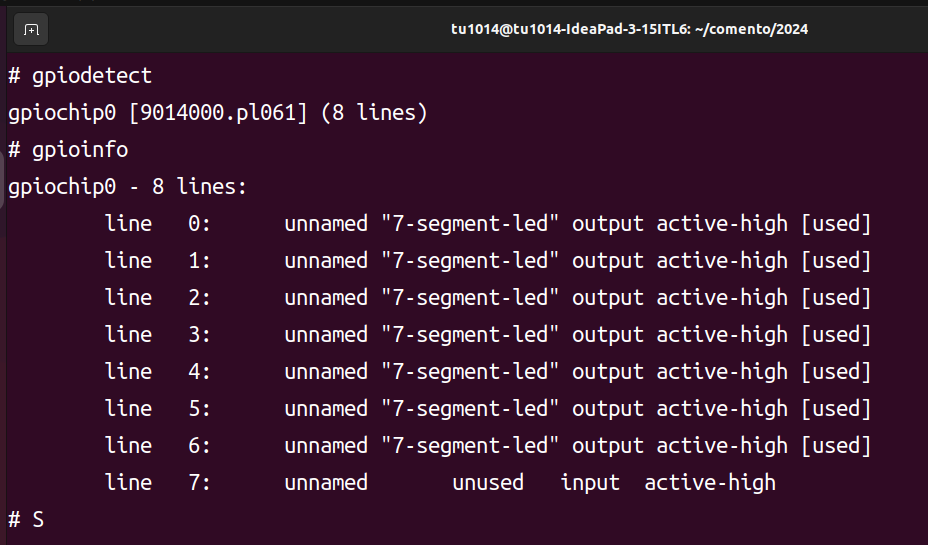 tu1014@tu1014-IdeaPad-3-15ITL6: ~/comento/2024
# gpiodetect
gpiochip0 [9014000.pl061] (8 lines)
# gpioinfo
gpiochip0 - 8 lines:
        line   0:      unnamed "7-segment-led" output active-high [used]
        line   1:      unnamed "7-segment-led" output active-high [used]
        line   2:      unnamed "7-segment-led" output active-high [used]
        line   3:      unnamed "7-segment-led" output active-high [used]
        line   4:      unnamed "7-segment-led" output active-high [used]
        line   5:      unnamed "7-segment-led" output active-high [used]
        line   6:      unnamed "7-segment-led" output active-high [used]
        line   7:      unnamed       unused   input  active-high
# S